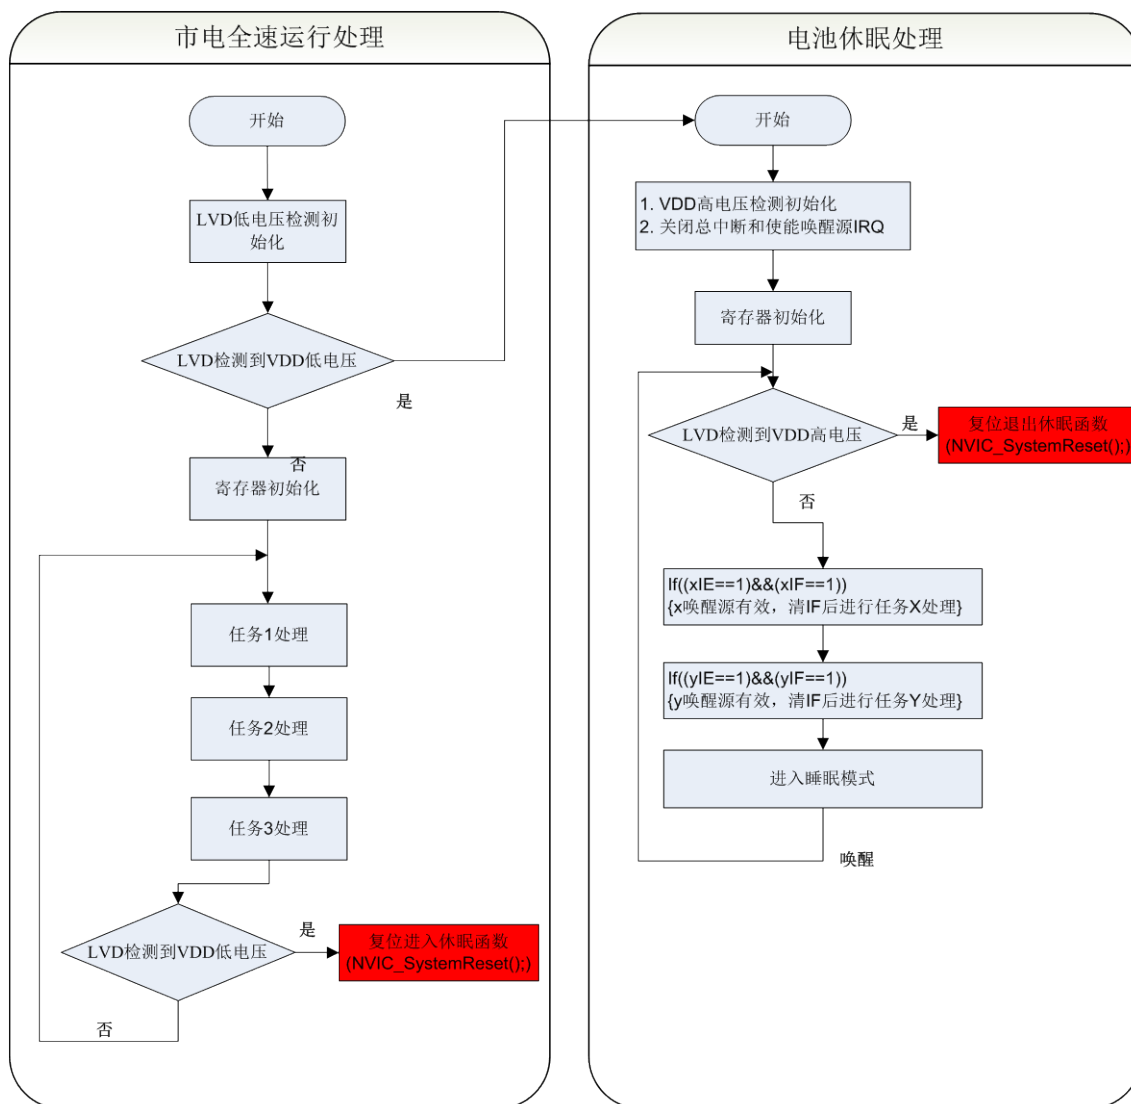 市电全速运行处理
开始
LVD低电压检测初
始化
LVD检测到VDD低电压
是
否
寄存器初始化
任务1处理
任务2处理
任务3处理
LVD检测到VDD低电压
是
复位进入休眠函数
(NVIC_SystemReset();)
否
电池休眠处理
开始
1. VDD高电压检测初始化
2. 关闭总中断和使能唤醒源IRQ
寄存器初始化
LVD检测到VDD高电压
是
复位退出休眠函数
(NVIC_SystemReset();)
否
If((xIE==1)&&(xIF==1))
{x唤醒源有效，清IF后进行任务X处理}
If((yIE==1)&&(yIF==1))
{y唤醒源有效，清IF后进行任务Y处理}
进入睡眠模式
唤醒